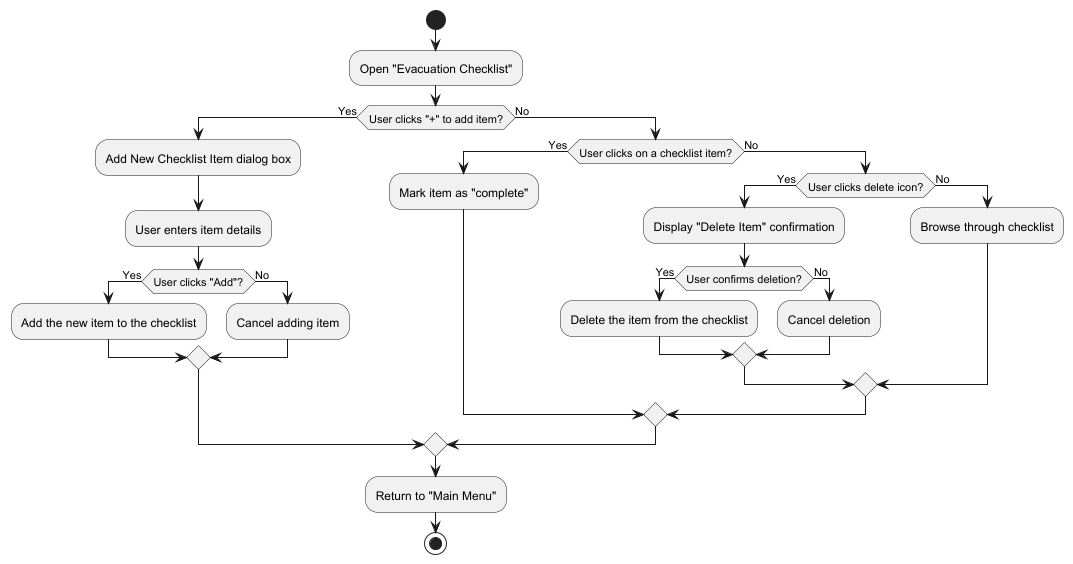 Open "Evacuation Checklist"
Yes
User clicks "+" to add item?
No
Add New Checklist Item dialog box
User enters item details
Yes
User clicks "Add"?
No
Add the new item to the checklist
Cancel adding item
Yes
User clicks on a checklist item?
No
Mark item as "complete"
Yes
User clicks delete icon?
No
Display "Delete Item" confirmation
Yes
User confirms deletion?
No
Delete the item from the checklist
Cancel deletion
Browse through checklist
Return to "Main Menu"